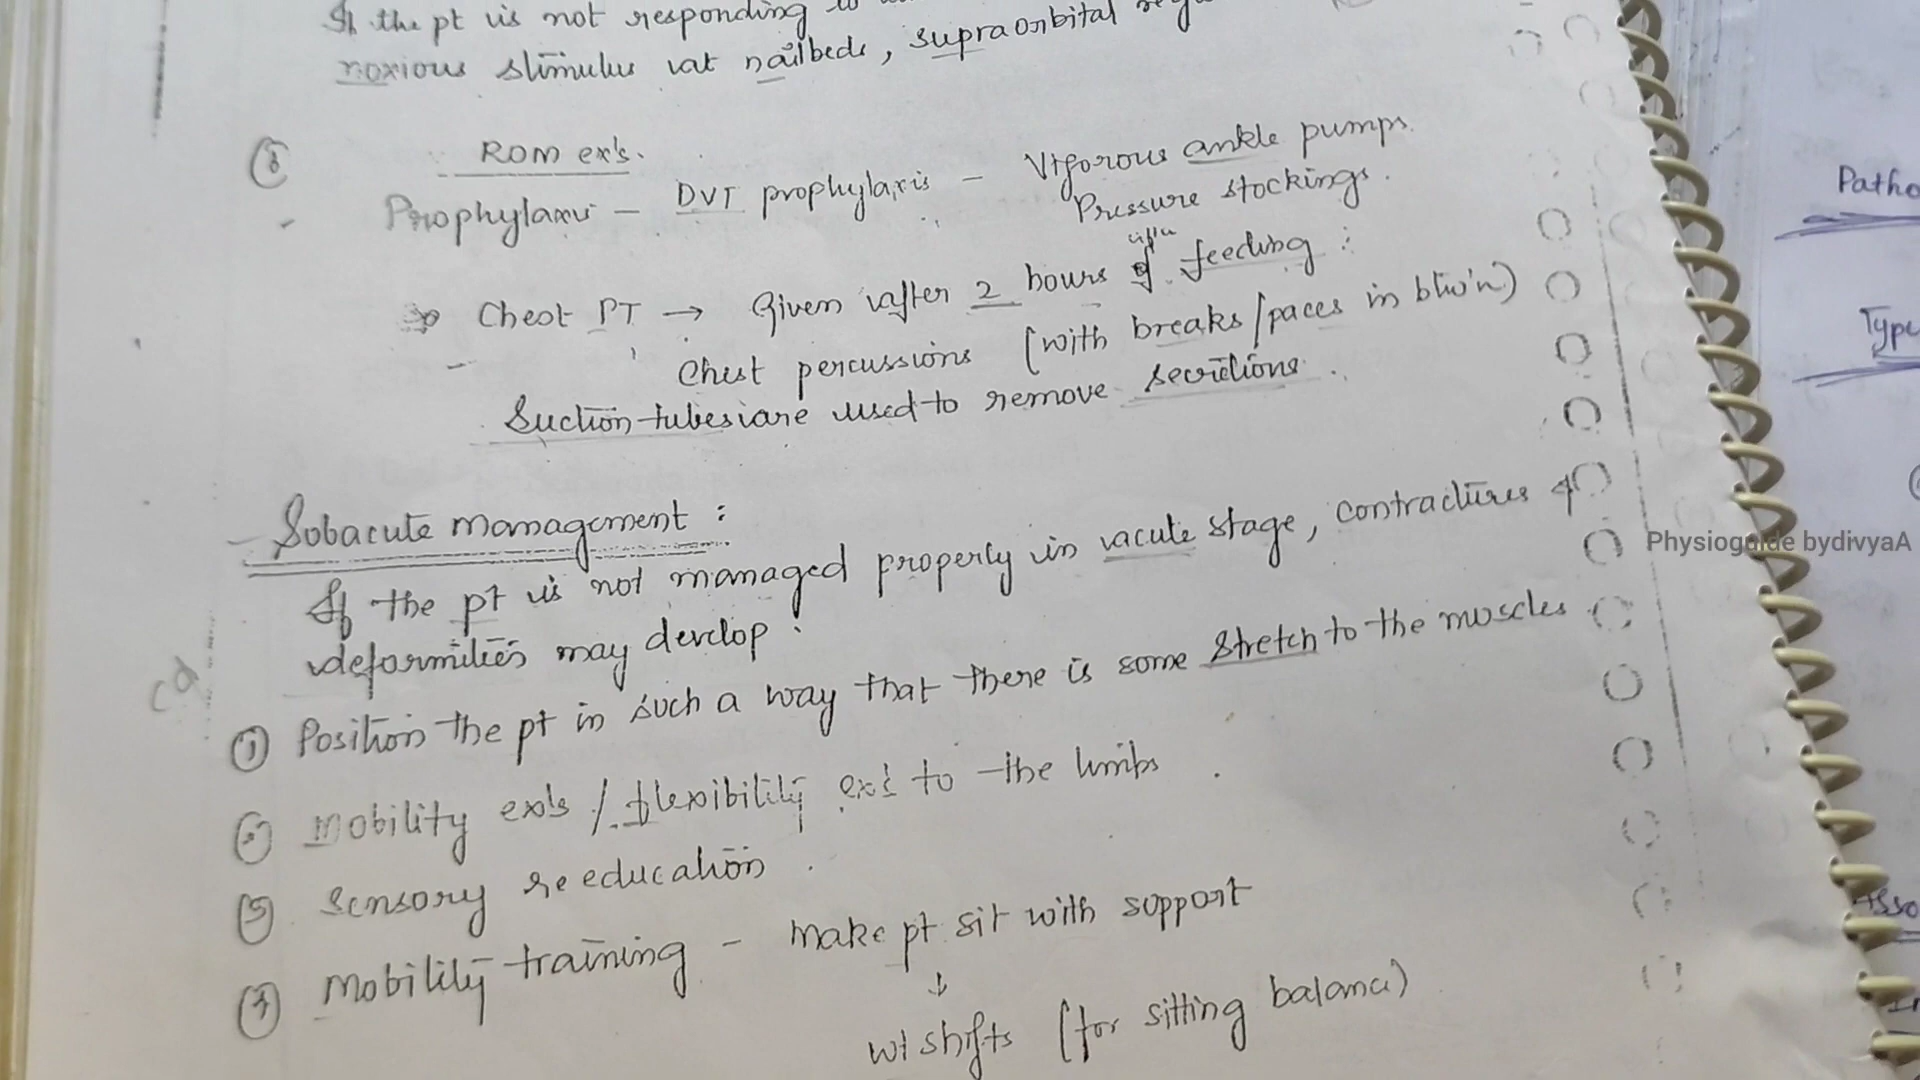 If the pt is not responding to
noxious stimulus at nailbeds, supraorbital
ROM ex's.
Prophylaxis – DVT prophylaxis – Vigorous ankle pumps.
Pressure stockings.
Chest PT → Given after 2 hours of feeding :
Chest percussions (with breaks/paces in b/w'n)
Suction tubes are used to remove secretions.
Sobacute management :
If the pt is not managed properly in acute stage, contractures &
deformities may develop.
① Position the pt in such a way that there is some stretch to the muscles
② Mobility ex's / flexibility ex's to the limbs.
③ Sensory reeducation.
④ Mobility training – Make pt sit with support
↓
wt shifts (for sitting balance)
Patho
Type
Asso
Physioguide bydivyaA
cd